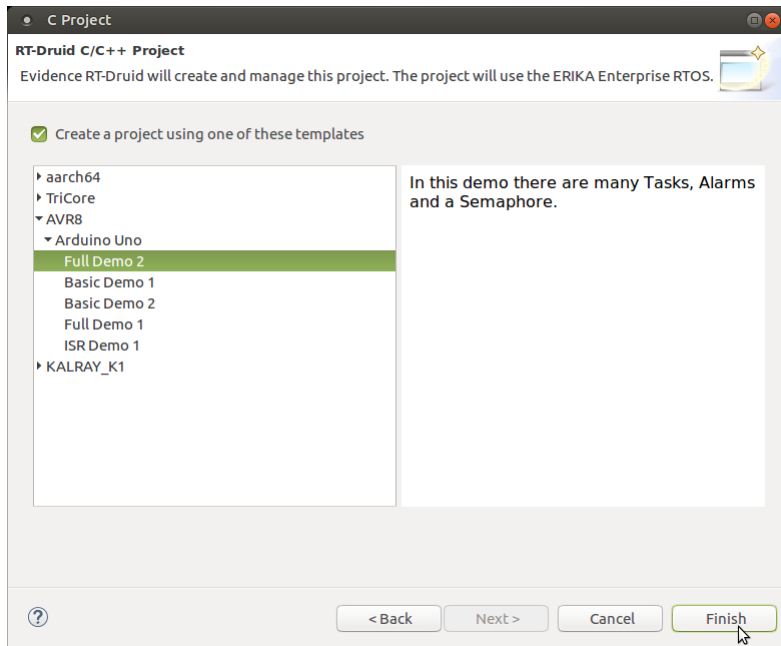 C Project
RT-Druid C/C++ Project
Evidence RT-Druid will create and manage this project. The project will use the ERIKA Enterprise RTOS.
Create a project using one of these templates
aarch64
TriCore
AVR8
Arduino Uno
Full Demo 2
Basic Demo 1
Basic Demo 2
Full Demo 1
ISR Demo 1
KALRAY_K1
In this demo there are many Tasks, Alarms
and a Semaphore.
?
< Back
Next >
Cancel
Finish